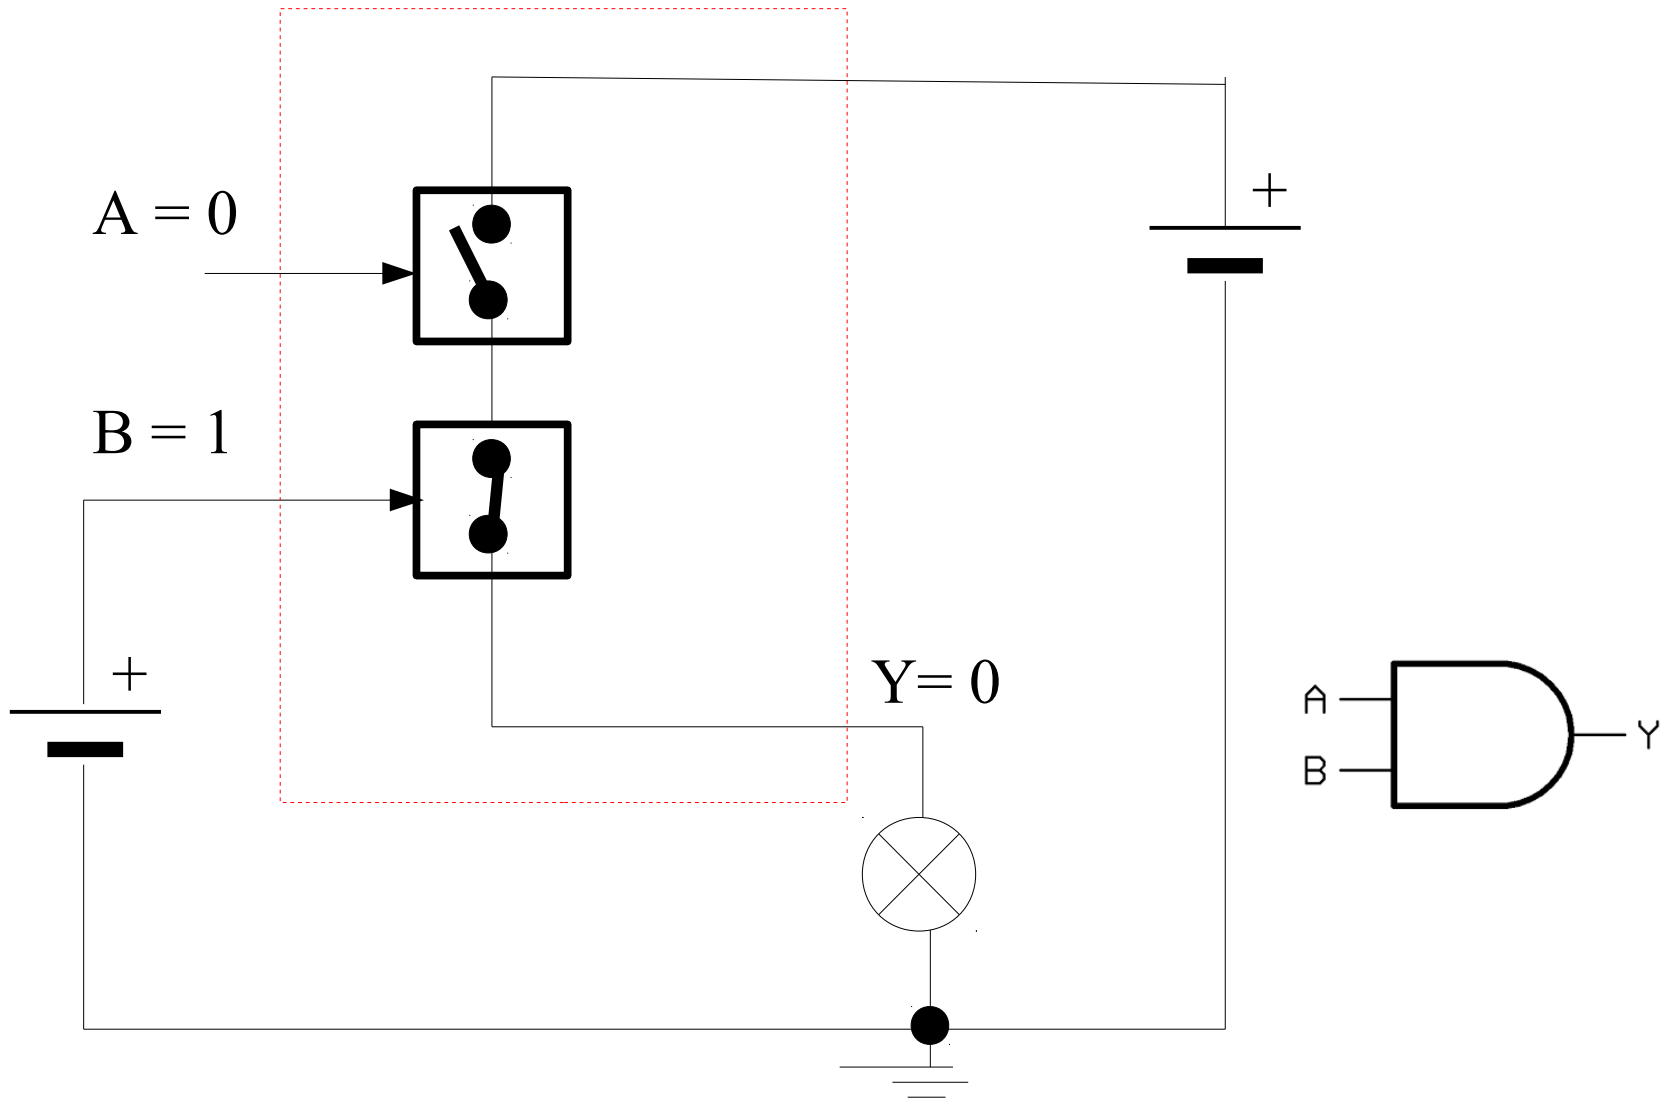 +
A = 0
B = 1
+
Y= 0
A
B
Y